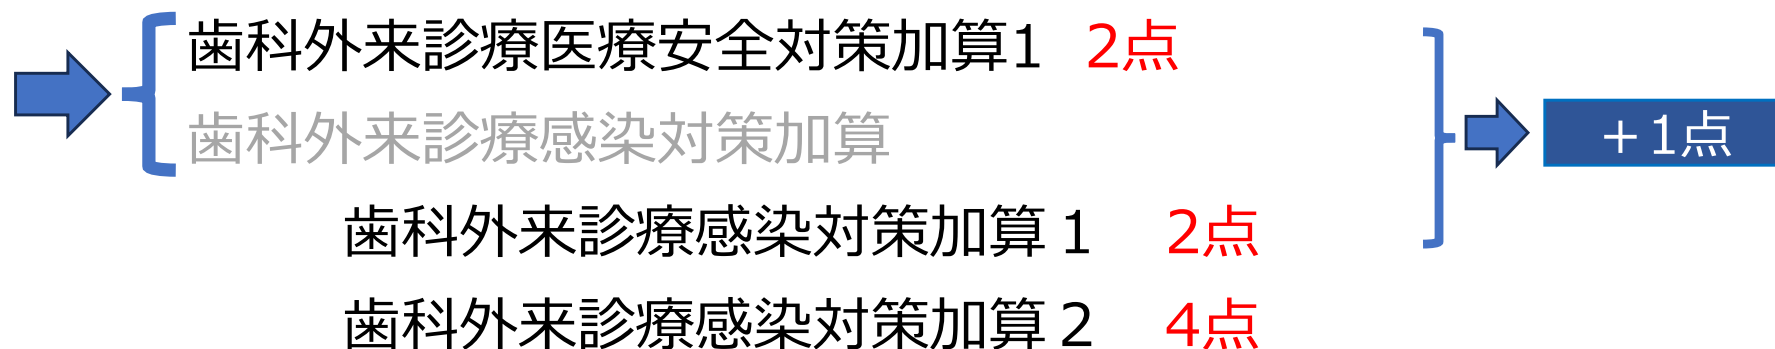 歯科外来診療医療安全対策加算1 2点
歯科外来診療感染対策加算
＋1点
歯科外来診療感染対策加算１ 2点
歯科外来診療感染対策加算２ 4点